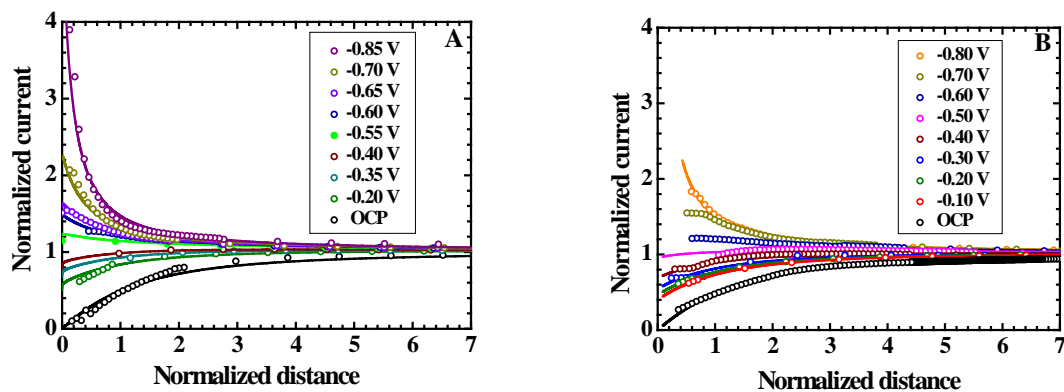 A
Normalized current
4
3
2
1
0
-0.85 V
-0.70 V
-0.65 V
-0.60 V
-0.55 V
-0.40 V
-0.35 V
-0.20 V
OCP
0 1 2 3 4 5 6 7
Normalized distance
B
Normalized current
4
2
0
-0.80 V
-0.70 V
-0.60 V
-0.50 V
-0.40 V
-0.30 V
-0.20 V
-0.10 V
OCP
0 1 2 3 4 5 6 7
Normalized distance